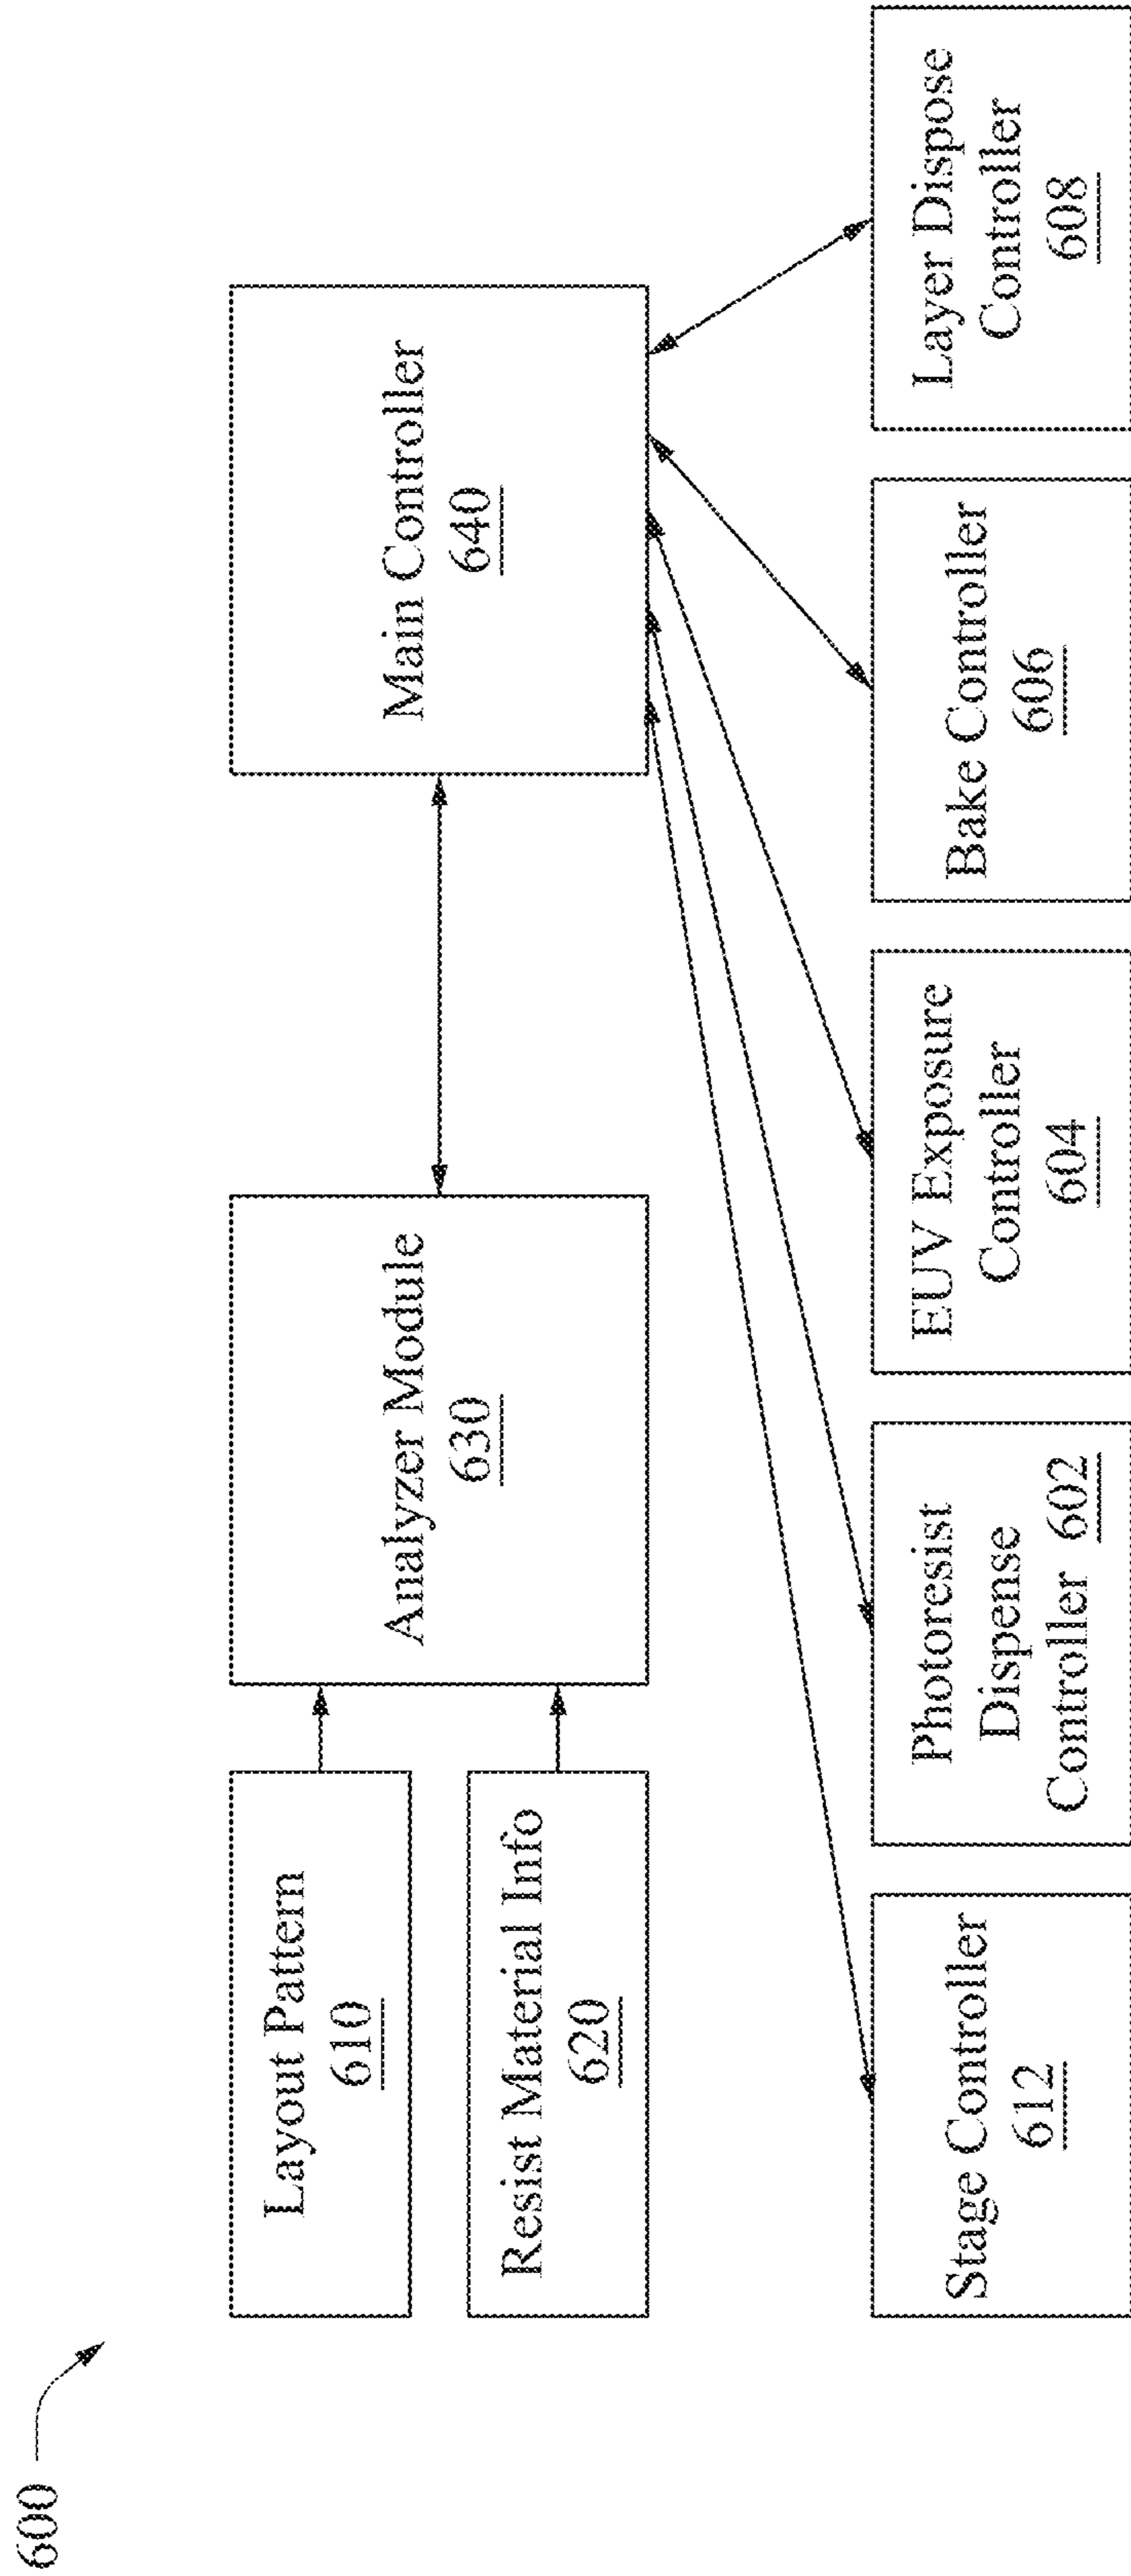 600
Layout Pattern
610
Resist Material Info
620
Analyzer Module
630
Main Controller
640
Stage Controller
612
Photoresist
Dispense
Controller 602
EUV Exposure
Controller
604
Bake Controller
606
Layer Dispose
Controller
608